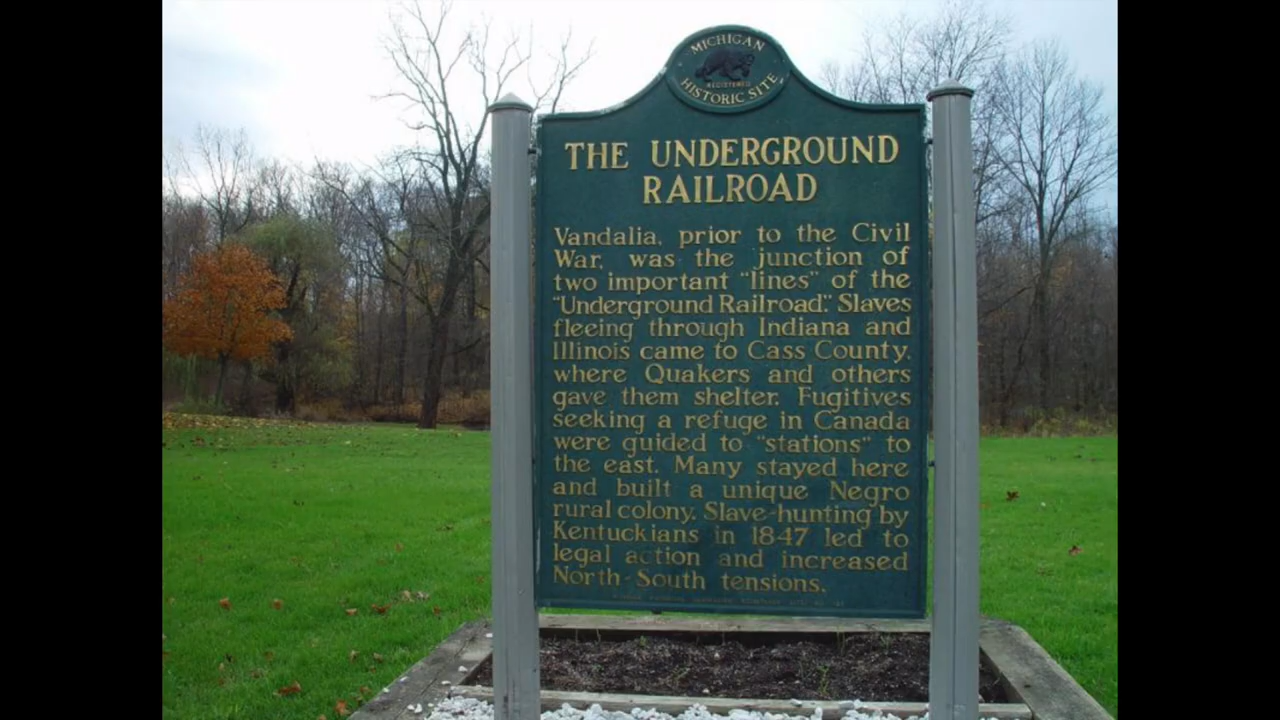 MICHIGAN
REGISTERED
HISTORIC SITE
THE UNDERGROUND
RAILROAD
Vandalia, prior to the Civil
War, was the junction of
two important "lines" of the
"Underground Railroad." Slaves
fleeing through Indiana and
Illinois came to Cass County,
where Quakers and others
gave them shelter. Fugitives
seeking a refuge in Canada
were guided to "stations" to
the east. Many stayed here
and built a unique Negro
rural colony. Slave-hunting by
Kentuckians in 1847 led to
legal action and increased
North-South tensions.